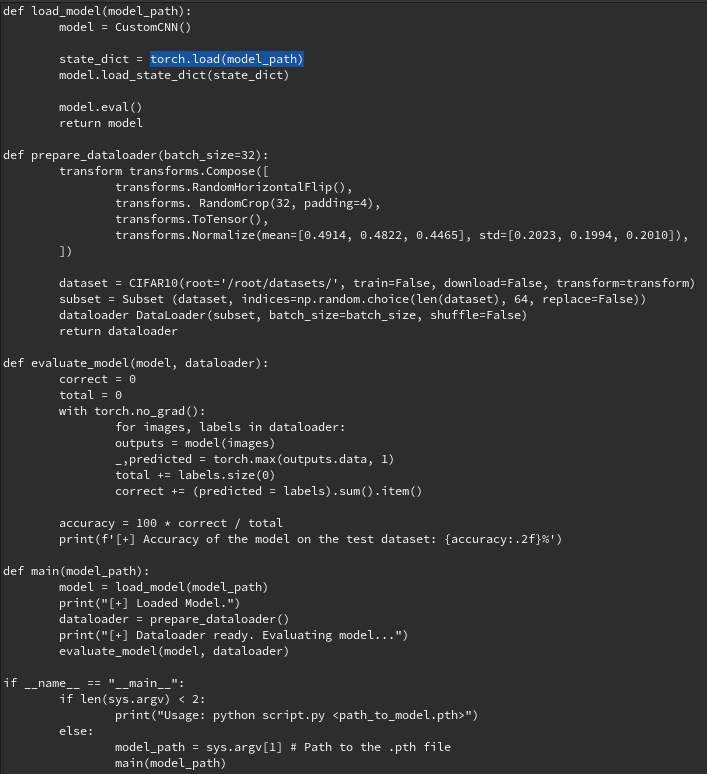 def load_model(model_path):
        model = CustomCNN()

        state_dict = torch.load(model_path)
        model.load_state_dict(state_dict)

        model.eval()
        return model

def prepare_dataloader(batch_size=32):
        transform transforms.Compose([
                transforms.RandomHorizontalFlip(),
                transforms. RandomCrop(32, padding=4),
                transforms.ToTensor(),
                transforms.Normalize(mean=[0.4914, 0.4822, 0.4465], std=[0.2023, 0.1994, 0.2010]),
        ])

        dataset = CIFAR10(root='/root/datasets/', train=False, download=False, transform=transform)
        subset = Subset (dataset, indices=np.random.choice(len(dataset), 64, replace=False))
        dataloader DataLoader(subset, batch_size=batch_size, shuffle=False)
        return dataloader

def evaluate_model(model, dataloader):
        correct = 0
        total = 0
        with torch.no_grad():
                for images, labels in dataloader:
                outputs = model(images)
                _,predicted = torch.max(outputs.data, 1)
                total += labels.size(0)
                correct += (predicted = labels).sum().item()

        accuracy = 100 * correct / total
        print(f'[+] Accuracy of the model on the test dataset: {accuracy:.2f}%')

def main(model_path):
        model = load_model(model_path)
        print("[+] Loaded Model.")
        dataloader = prepare_dataloader()
        print("[+] Dataloader ready. Evaluating model...")
        evaluate_model(model, dataloader)

if __name__ == "__main__":
        if len(sys.argv) < 2:
                print("Usage: python script.py <path_to_model.pth>")
        else:
                model_path = sys.argv[1] # Path to the .pth file
                main(model_path)